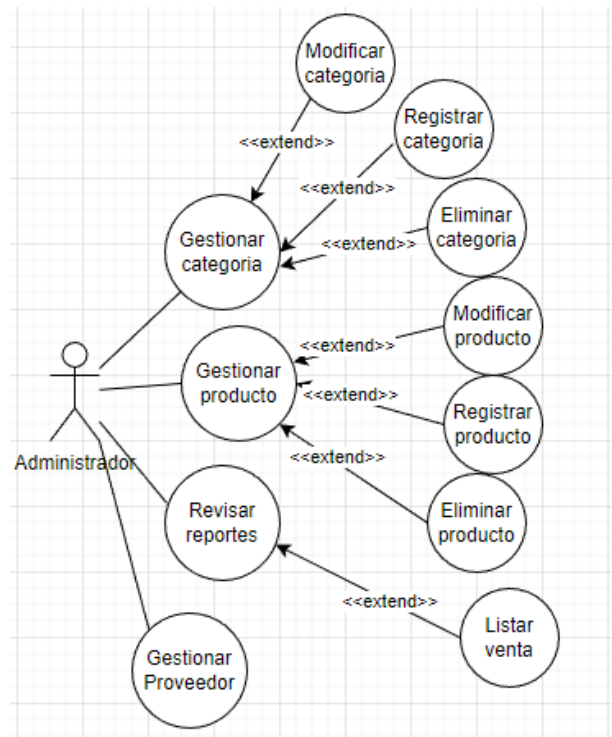 Modificar
categoria
<<extend>>
Registrar
categoria
<<extend>>
Eliminar
categoria
<<extend>>
Gestionar
categoria
Modificar
producto
<<extend>>
Gestionar
producto
<<extend>>
Registrar
producto
<<extend>>
Administrador
Eliminar
producto
Revisar
reportes
<<extend>>
Listar
venta
Gestionar
Proveedor